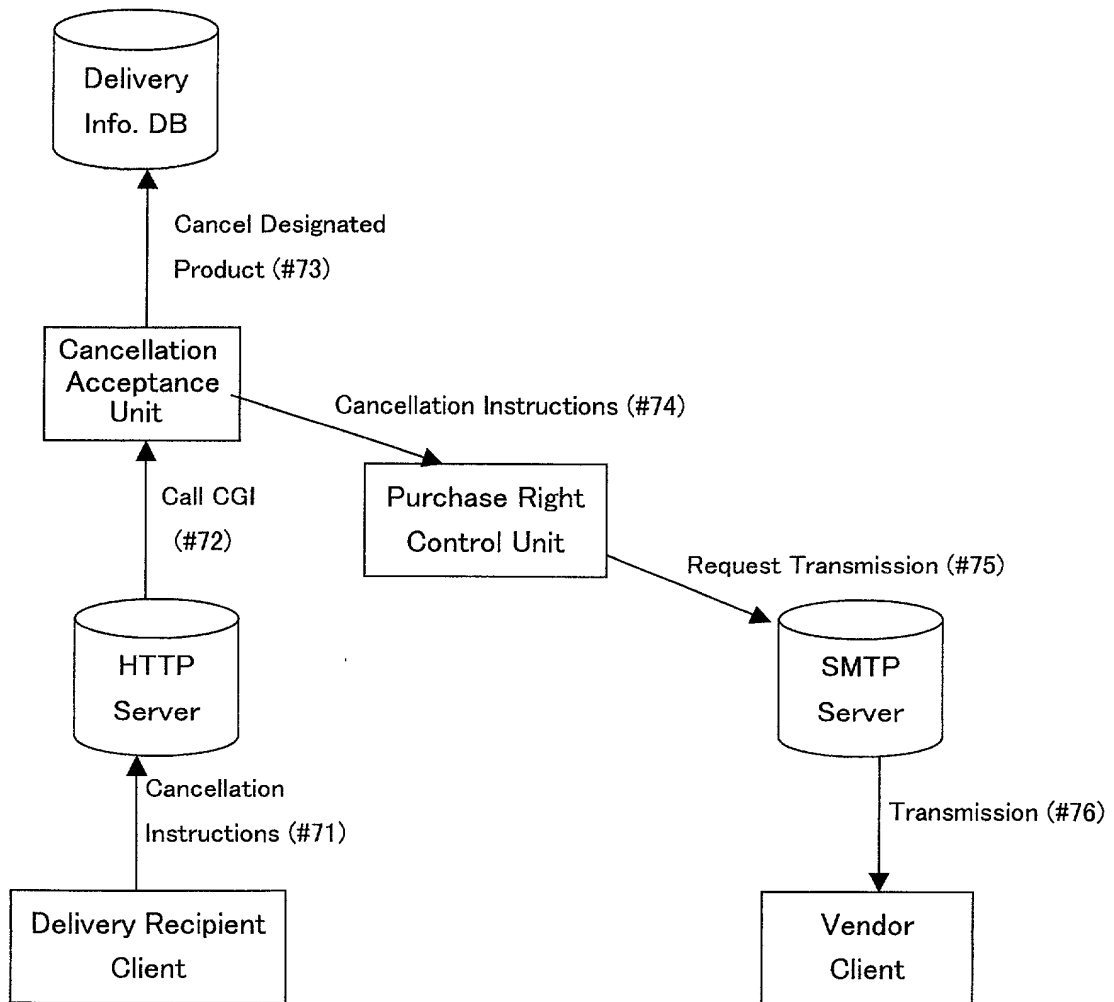 Delivery
Info. DB
Cancel Designated
Product (#73)
Cancellation
Acceptance
Unit
Cancellation Instructions (#74)
Call CGI
(#72)
Purchase Right
Control Unit
Request Transmission (#75)
HTTP
Server
SMTP
Server
Cancellation
Instructions (#71)
Transmission (#76)
Delivery Recipient
Client
Vendor
Client